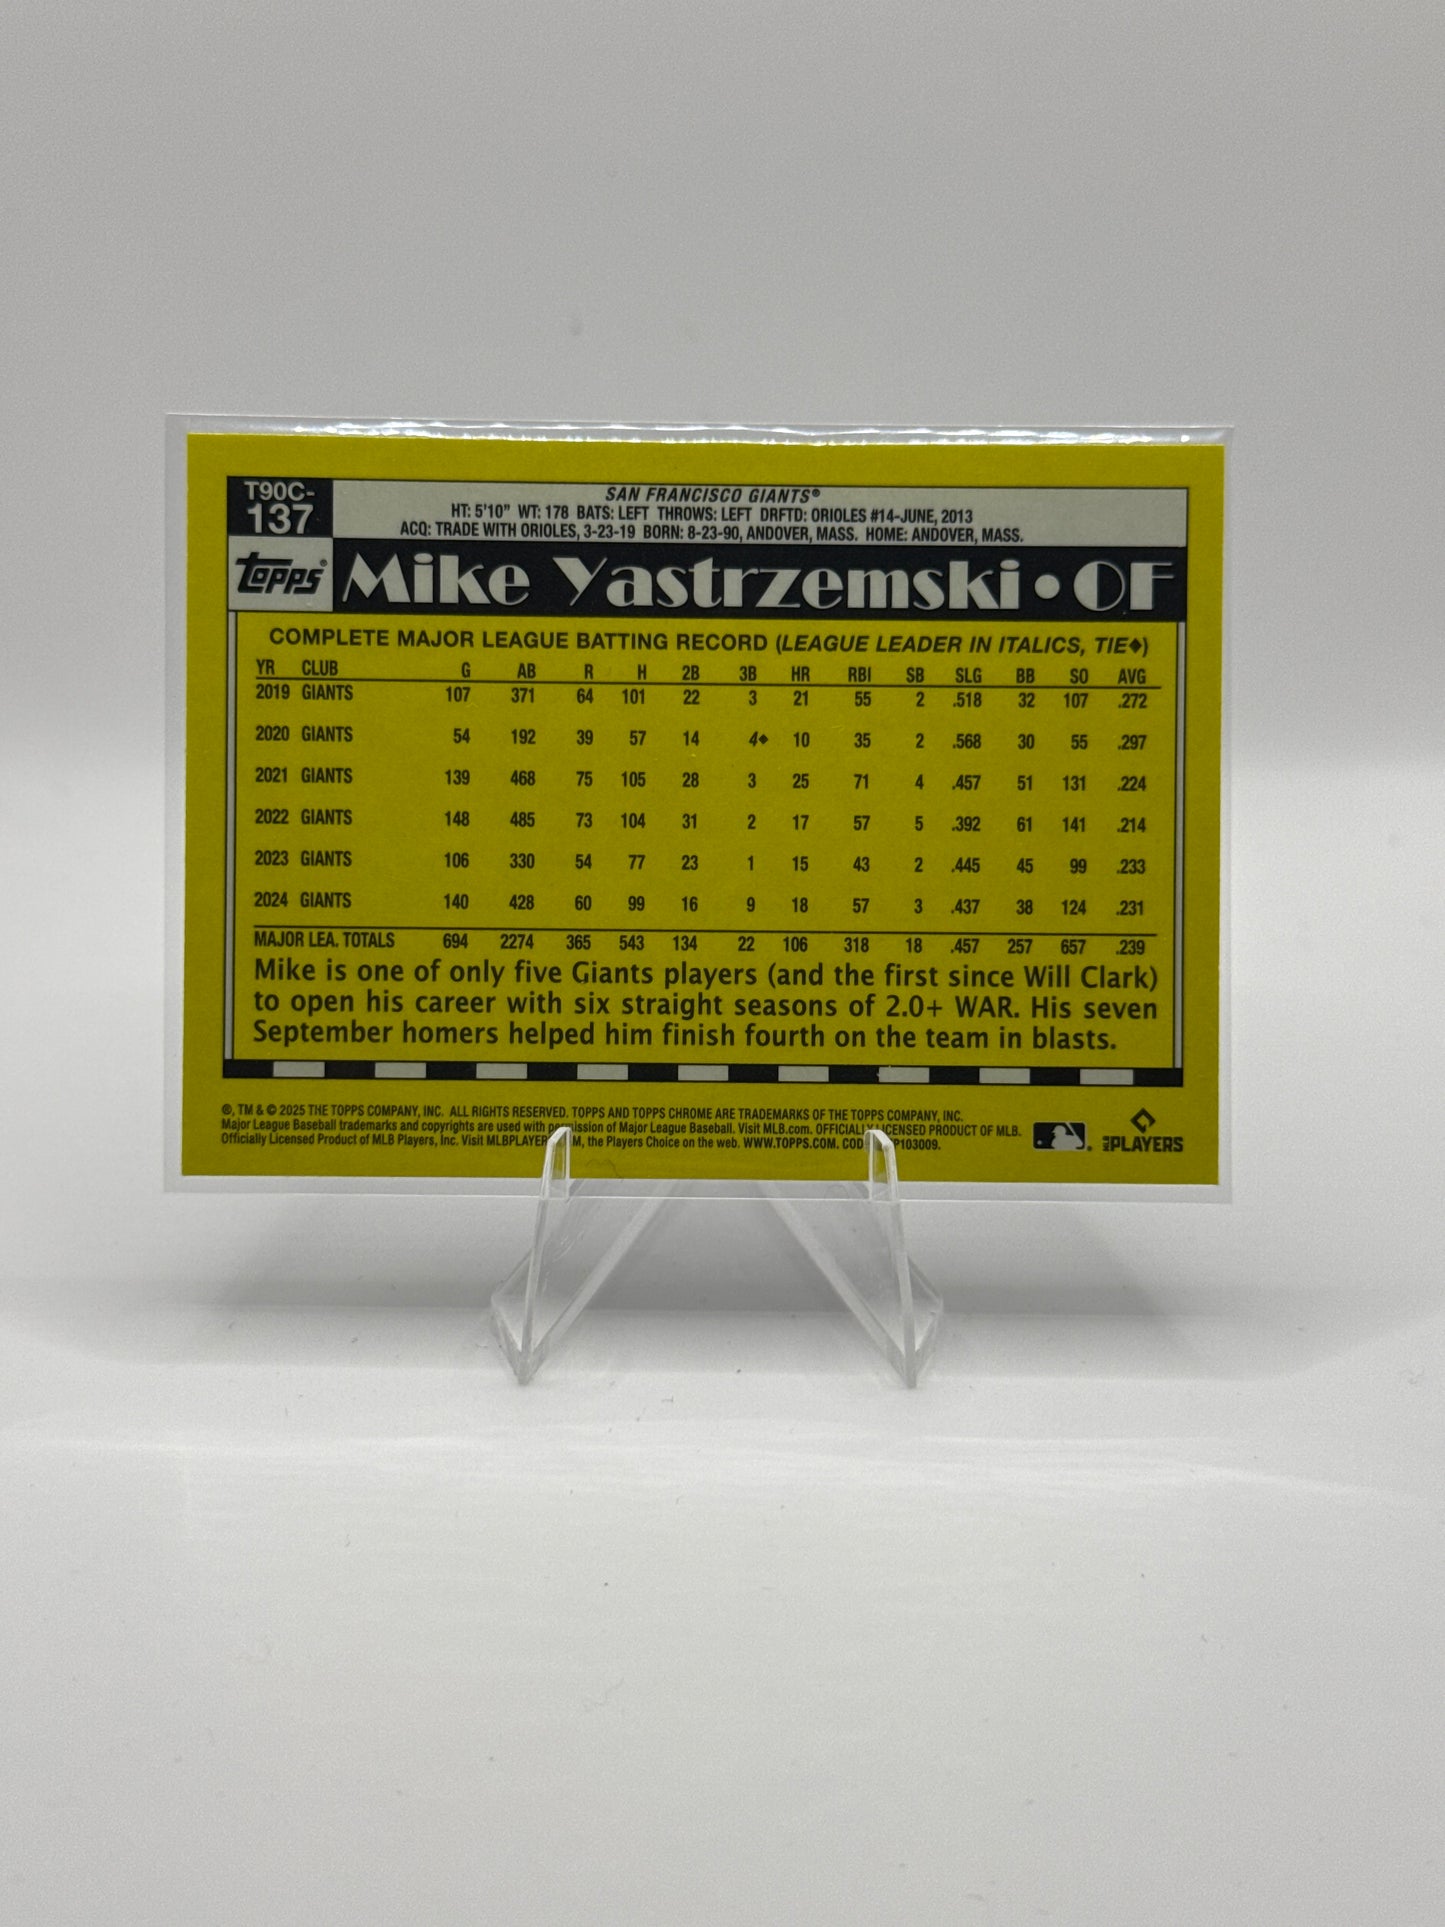 T90C-
137
SAN FRANCISCO GIANTS®
HT: 5'10" WT: 178 BATS: LEFT THROWS: LEFT DRFTD: ORIOLES #14-JUNE, 2013
ACQ: TRADE WITH ORIOLES, 3-23-19 BORN: 8-23-90, ANDOVER, MASS. HOME: ANDOVER, MASS.
Topps® Mike Yastrzemski • OF
COMPLETE MAJOR LEAGUE BATTING RECORD (LEAGUE LEADER IN ITALICS, TIE◆)
YR CLUB G AB R H 2B 3B HR RBI SB SLG BB SO AVG
2019 GIANTS 107 371 64 101 22 3 21 55 2 .518 32 107 .272
2020 GIANTS 54 192 39 57 14 4◆ 10 35 2 .568 30 55 .297
2021 GIANTS 139 468 75 105 28 3 25 71 4 .457 51 131 .224
2022 GIANTS 148 485 73 104 31 2 17 57 5 .392 61 141 .214
2023 GIANTS 106 330 54 77 23 1 15 43 2 .445 45 99 .233
2024 GIANTS 140 428 60 99 16 9 18 57 3 .437 38 124 .231
MAJOR LEA. TOTALS 694 2274 365 543 134 22 106 318 18 .457 257 657 .239
Mike is one of only five Giants players (and the first since Will Clark)
to open his career with six straight seasons of 2.0+ WAR. His seven
September homers helped him finish fourth on the team in blasts.
®, TM & © 2025 THE TOPPS COMPANY, INC. ALL RIGHTS RESERVED. TOPPS AND TOPPS CHROME ARE TRADEMARKS OF THE TOPPS COMPANY, INC.
Major League Baseball trademarks and copyrights are used with permission of Major League Baseball. Visit MLB.com. OFFICIALLY LICENSED PRODUCT OF MLB.
Officially Licensed Product of MLB Players, Inc. Visit the Players Choice on the web. WWW.TOPPS.COM.
MLB PLAYERS